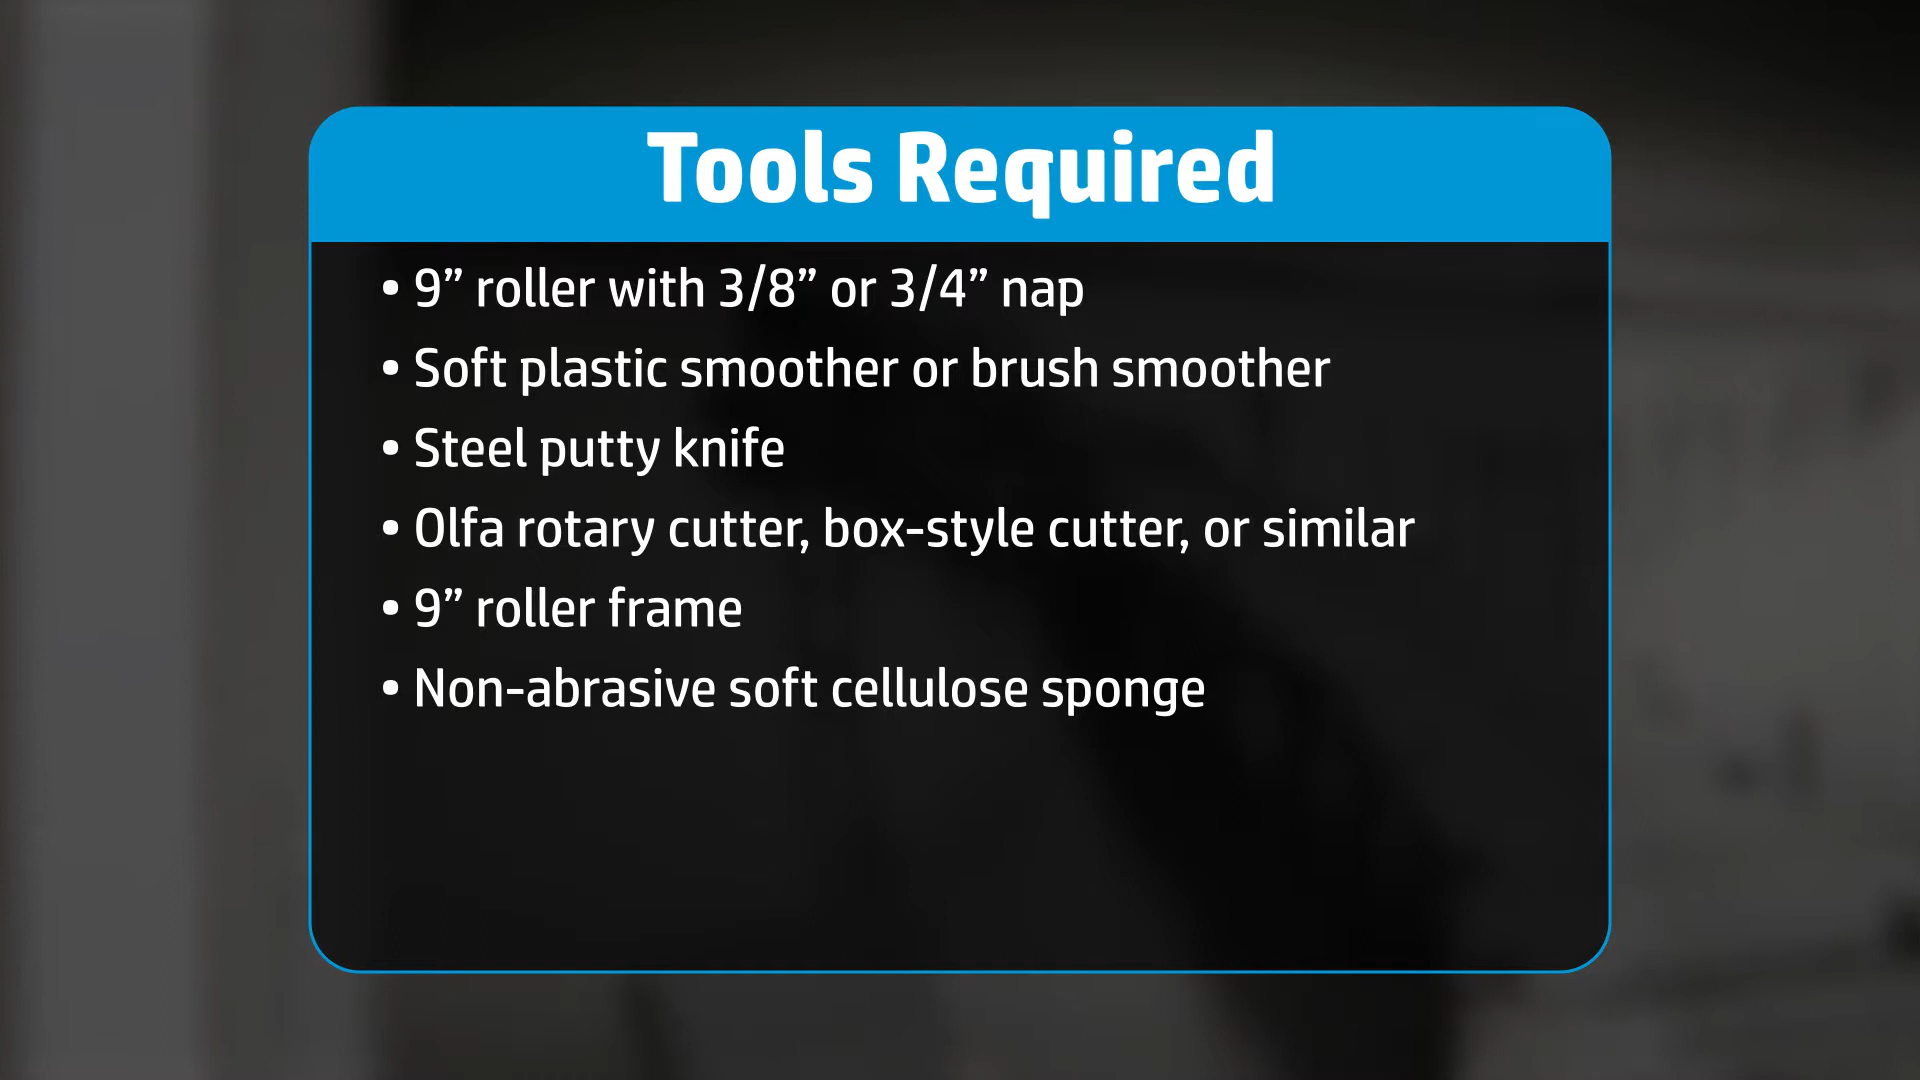 Tools Required
• 9” roller with 3/8” or 3/4” nap
• Soft plastic smoother or brush smoother
• Steel putty knife
• Olfa rotary cutter, box-style cutter, or similar
• 9” roller frame
• Non-abrasive soft cellulose sponge